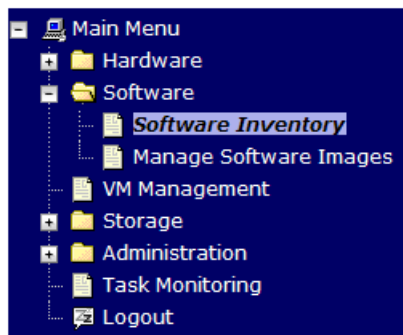 Main Menu
Hardware
Software
Software Inventory
Manage Software Images
VM Management
Storage
Administration
Task Monitoring
Logout